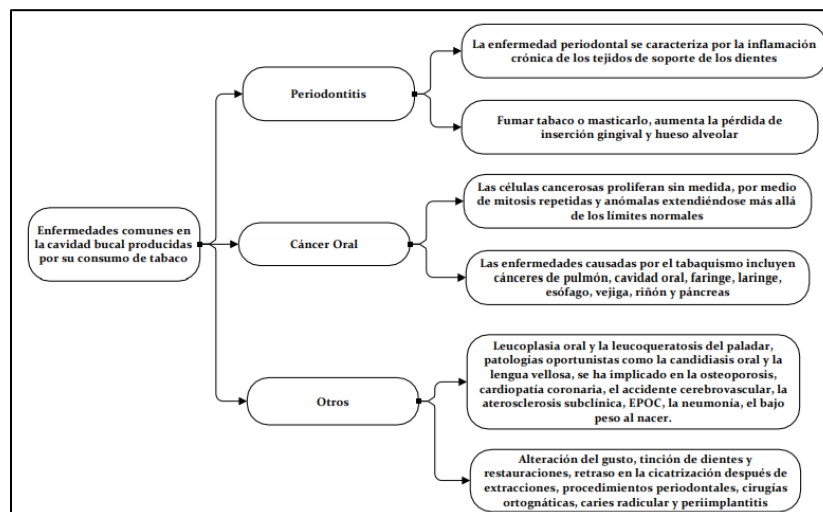 La enfermedad periodontal se caracteriza por la inflamación
crónica de los tejidos de soporte de los dientes
Periodontitis
Fumar tabaco o masticarlo, aumenta la pérdida de
inserción gingival y hueso alveolar
Las células cancerosas proliferan sin medida, por medio
de mitosis repetidas y anómalas extendiéndose más allá
de los límites normales
Enfermedades comunes en
la cavidad bucal producidas
por su consumo de tabaco
Cáncer Oral
Las enfermedades causadas por el tabaquismo incluyen
cánceres de pulmón, cavidad oral, faringe, laringe,
esófago, vejiga, riñón y páncreas
Leucoplasia oral y la leucoqueratosis del paladar,
patologías oportunistas como la candidiasis oral y la
lengua vellosa, se ha implicado en la osteoporosis,
cardiopatía coronaria, el accidente cerebrovascular, la
aterosclerosis subclínica, EPOC, la neumonía, el bajo
peso al nacer.
Otros
Alteración del gusto, tinción de dientes y
restauraciones, retraso en la cicatrización después de
extracciones, procedimientos periodontales, cirugías
ortognáticas, caries radicular y periimplantitis